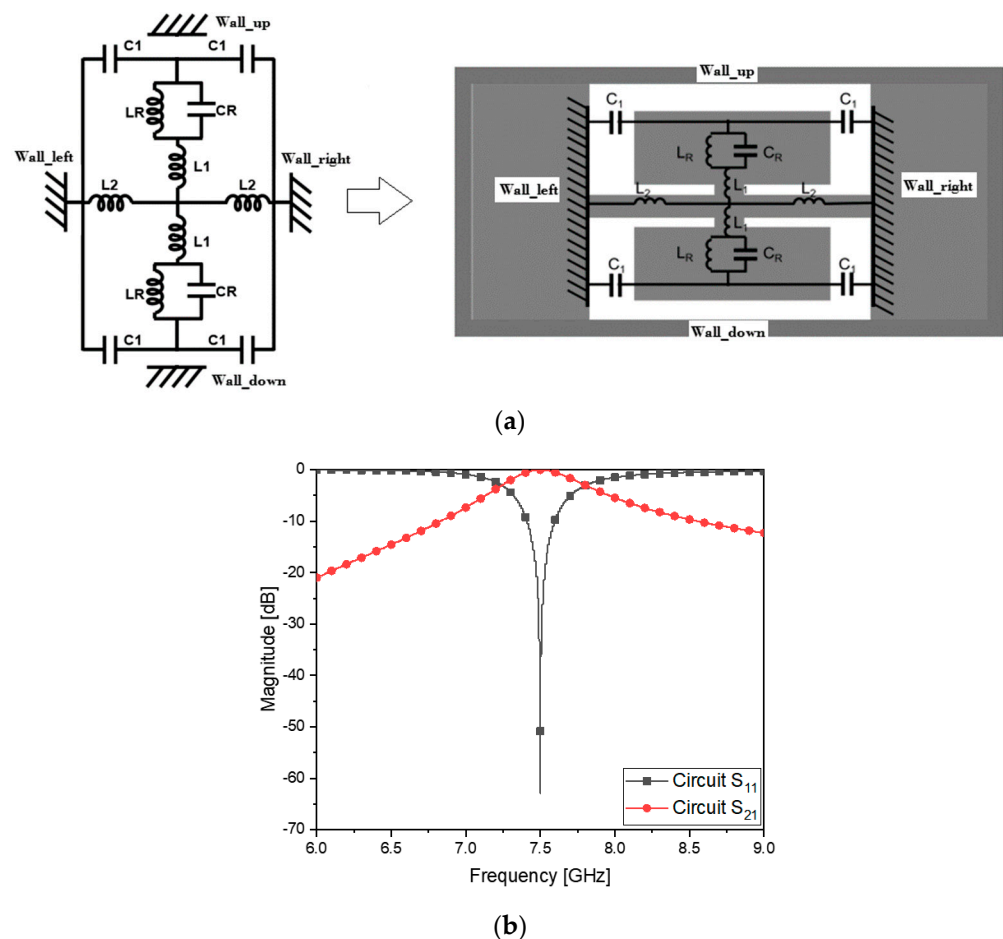 Wall_up
C1 C1
LR CR
Wall_left
L1
Wall_right
L2 L2
L1
LR CR
C1 C1
Wall_down
Wall_up
C1 C1
LR CR
Wall_left
L1
Wall_right
L2 L2
L1
LR CR
C1 C1
Wall_down
(a)
0
-10
-20
-30
-40
-50
-60
-70
Magnitude [dB]
Circuit S11
Circuit S21
6.0 6.5 7.0 7.5 8.0 8.5 9.0
Frequency [GHz]
(b)